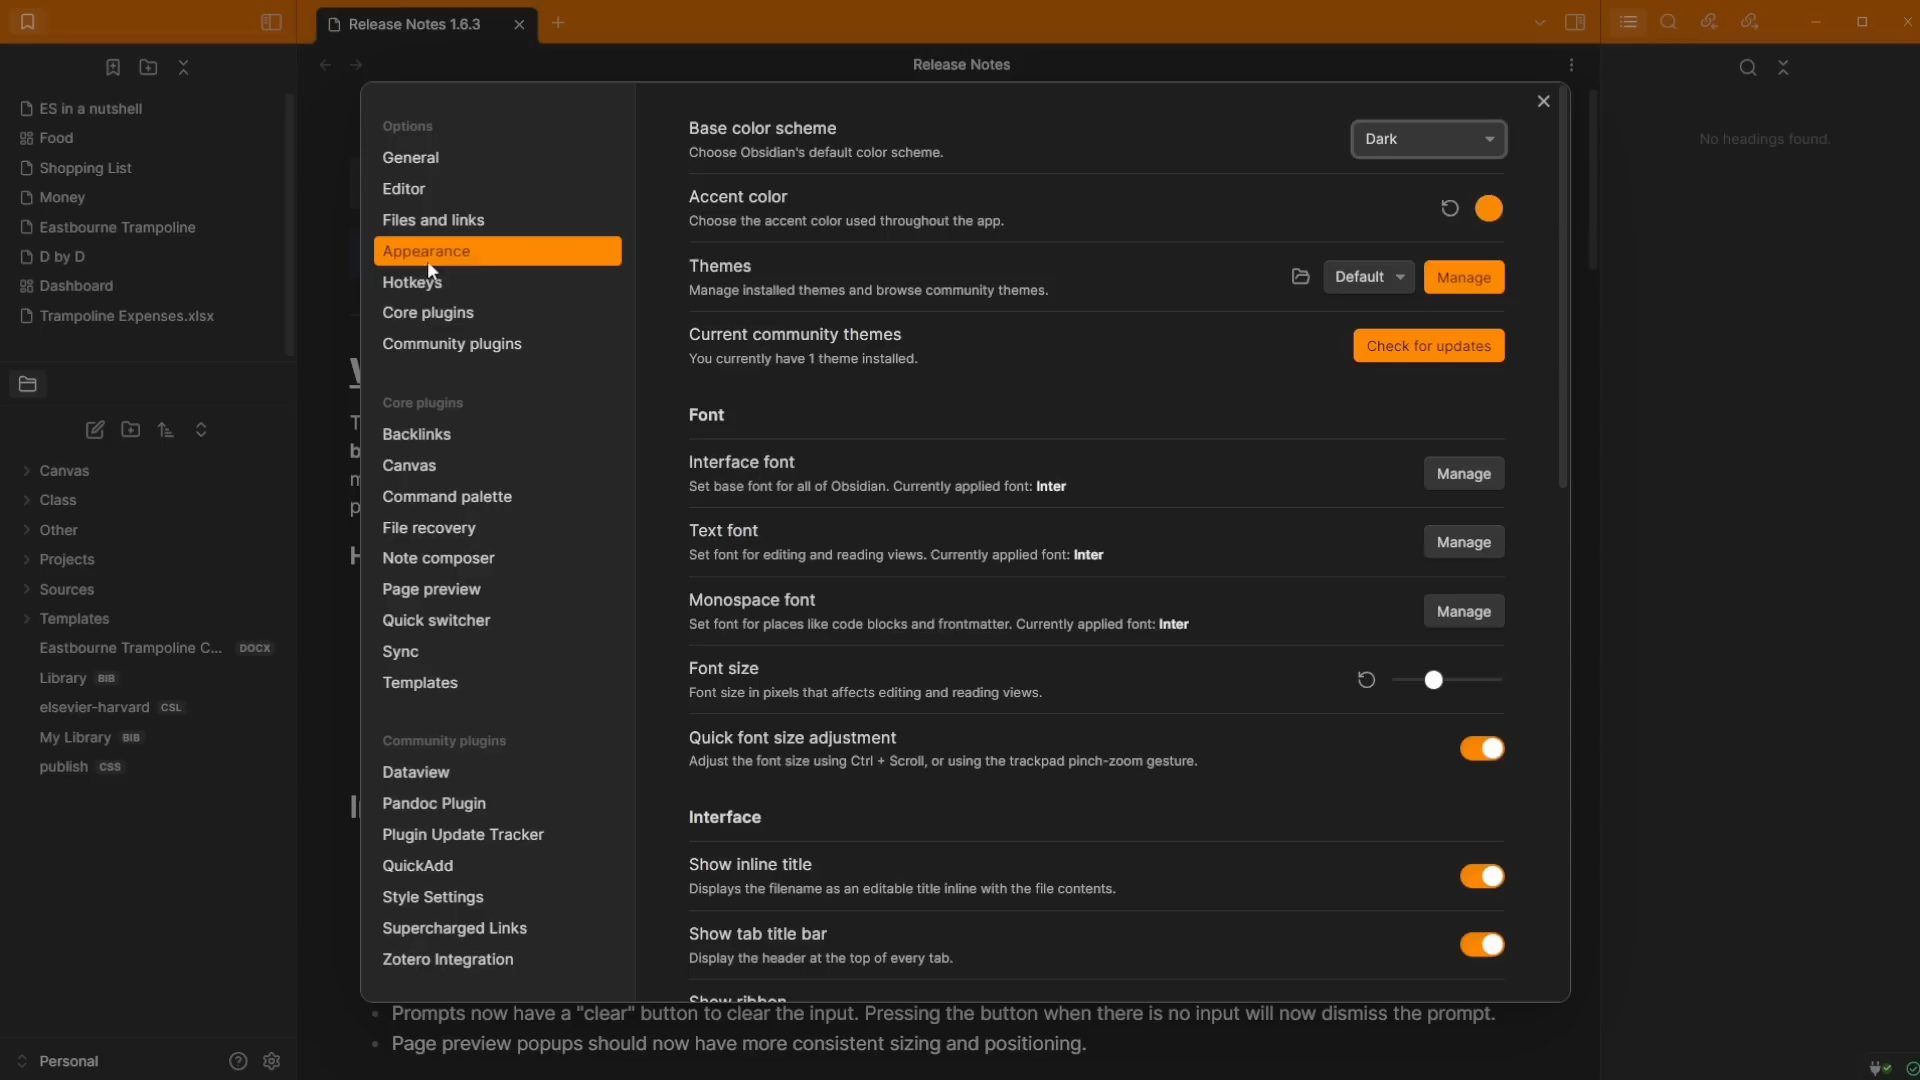 Release Notes 1.6.3
Release Notes
ES in a nutshell
Food
Shopping List
Money
Eastbourne Trampoline
D by D
Dashboard
Trampoline Expenses.xlsx
Canvas
Class
Other
Projects
Sources
Templates
Eastbourne Trampoline C... DOCX
Library BIB
elsevier-harvard CSL
My Library BIB
publish CSS
Personal
Options
General
Editor
Files and links
Appearance
Hotkeys
Core plugins
Community plugins
Core plugins
Backlinks
Canvas
Command palette
File recovery
Note composer
Page preview
Quick switcher
Sync
Templates
Community plugins
Dataview
Pandoc Plugin
Plugin Update Tracker
QuickAdd
Style Settings
Supercharged Links
Zotero Integration
Base color scheme
Choose Obsidian's default color scheme.
Dark
Accent color
Choose the accent color used throughout the app.
Themes
Manage installed themes and browse community themes.
Default
Manage
Current community themes
You currently have 1 theme installed.
Check for updates
Font
Interface font
Set base font for all of Obsidian. Currently applied font: Inter
Manage
Text font
Set font for editing and reading views. Currently applied font: Inter
Manage
Monospace font
Set font for places like code blocks and frontmatter. Currently applied font: Inter
Manage
Font size
Font size in pixels that affects editing and reading views.
Quick font size adjustment
Adjust the font size using Ctrl + Scroll, or using the trackpad pinch-zoom gesture.
Interface
Show inline title
Displays the filename as an editable title inline with the file contents.
Show tab title bar
Display the header at the top of every tab.
Show ribbon
• Prompts now have a "clear" button to clear the input. Pressing the button when there is no input will now dismiss the prompt.
• Page preview popups should now have more consistent sizing and positioning.
No headings found.